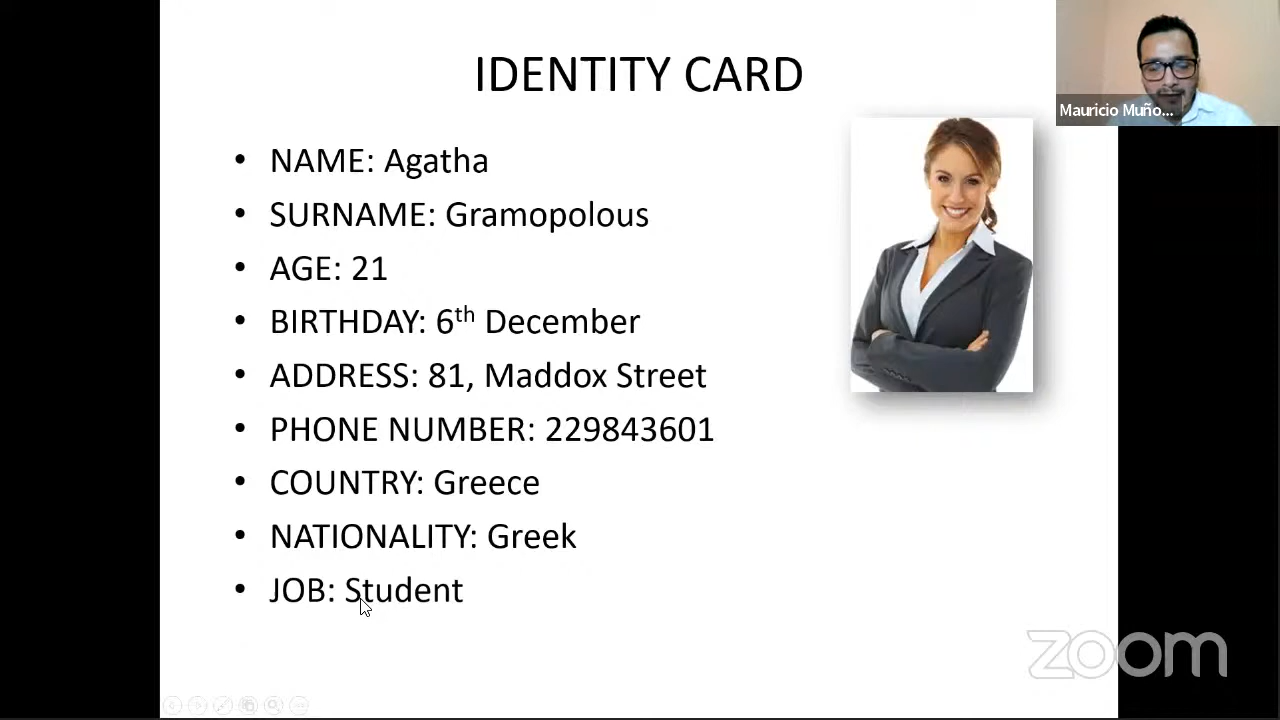 IDENTITY CARD
Mauricio Muño...
• NAME: Agatha
• SURNAME: Gramopolous
• AGE: 21
• BIRTHDAY: 6th December
• ADDRESS: 81, Maddox Street
• PHONE NUMBER: 229843601
• COUNTRY: Greece
• NATIONALITY: Greek
• JOB: Student
zoom